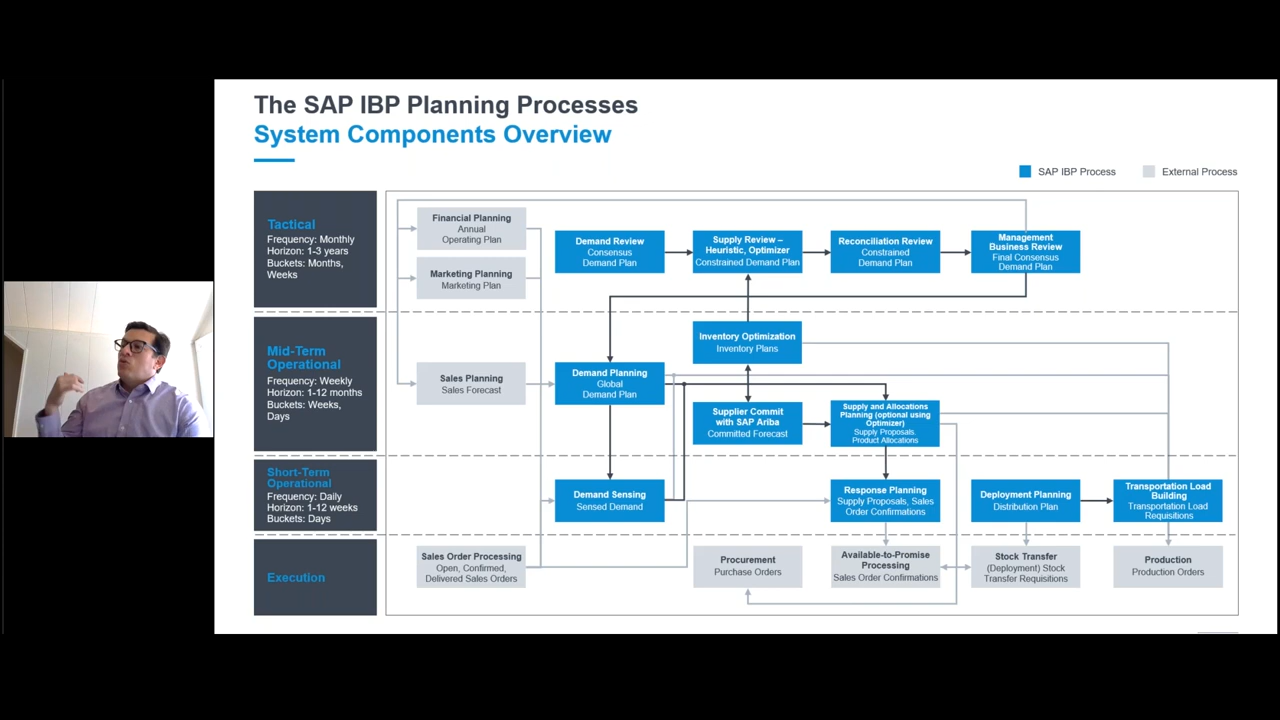 The SAP IBP Planning Processes
System Components Overview
SAP IBP Process
External Process
Tactical
Frequency: Monthly
Horizon: 1-3 years
Buckets: Months,
Weeks
Financial Planning
Annual
Operating Plan
Marketing Planning
Marketing Plan
Demand Review
Consensus
Demand Plan
Supply Review –
Heuristic, Optimizer
Constrained Demand Plan
Reconciliation Review
Constrained
Demand Plan
Management
Business Review
Final Consensus
Demand Plan
Mid-Term
Operational
Frequency: Weekly
Horizon: 1-12 months
Buckets: Weeks,
Days
Sales Planning
Sales Forecast
Demand Planning
Global
Demand Plan
Inventory Optimization
Inventory Plans
Supplier Commit
with SAP Ariba
Committed Forecast
Supply and Allocations
Planning (optional using
Optimizer)
Supply Proposals.
Product Allocations
Short-Term
Operational
Frequency: Daily
Horizon: 1-12 weeks
Buckets: Days
Demand Sensing
Sensed Demand
Response Planning
Supply Proposals, Sales
Order Confirmations
Deployment Planning
Distribution Plan
Transportation Load
Building
Transportation Load
Requisitions
Execution
Sales Order Processing
Open, Confirmed,
Delivered Sales Orders
Procurement
Purchase Orders
Available-to-Promise
Processing
Sales Order Confirmations
Stock Transfer
(Deployment) Stock
Transfer Requisitions
Production
Production Orders